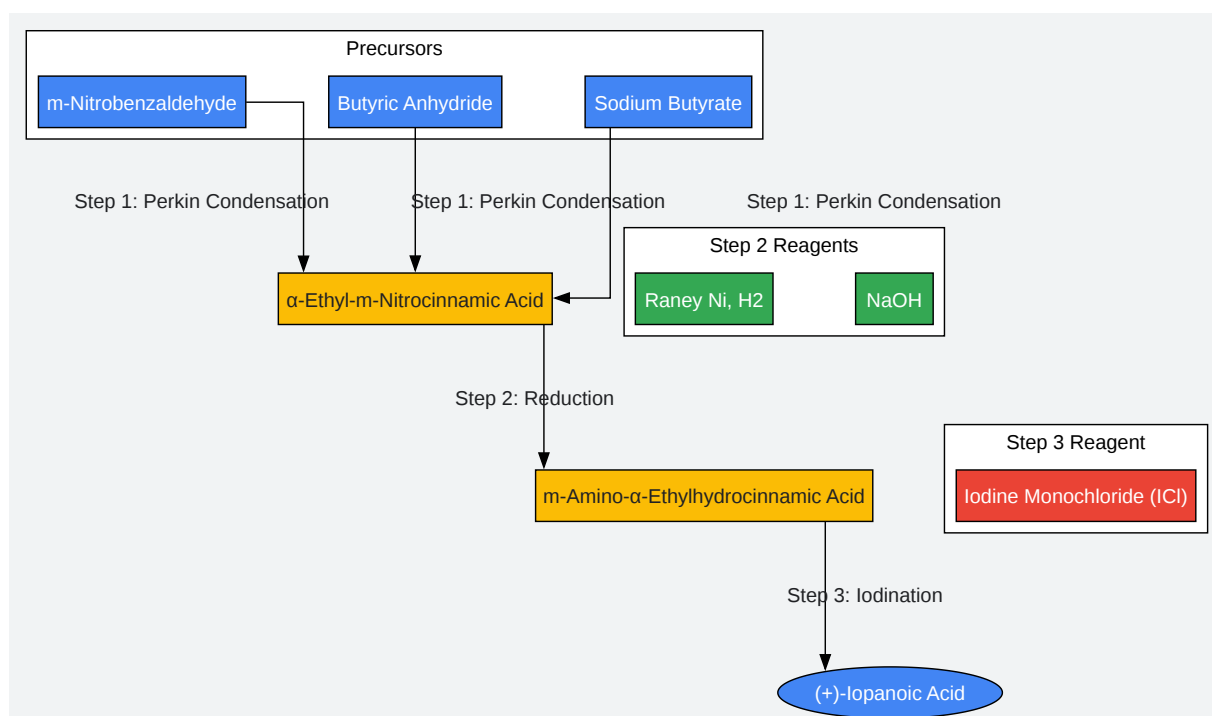 Precursors
m-Nitrobenzaldehyde
Butyric Anhydride
Sodium Butyrate
Step 1: Perkin Condensation
Step 1: Perkin Condensation
Step 1: Perkin Condensation
Step 2 Reagents
Raney Ni, H2
NaOH
α-Ethyl-m-Nitrocinnamic Acid
Step 2: Reduction
Step 3 Reagent
Iodine Monochloride (ICl)
m-Amino-α-Ethylhydrocinnamic Acid
Step 3: Iodination
(+)-Iopanoic Acid